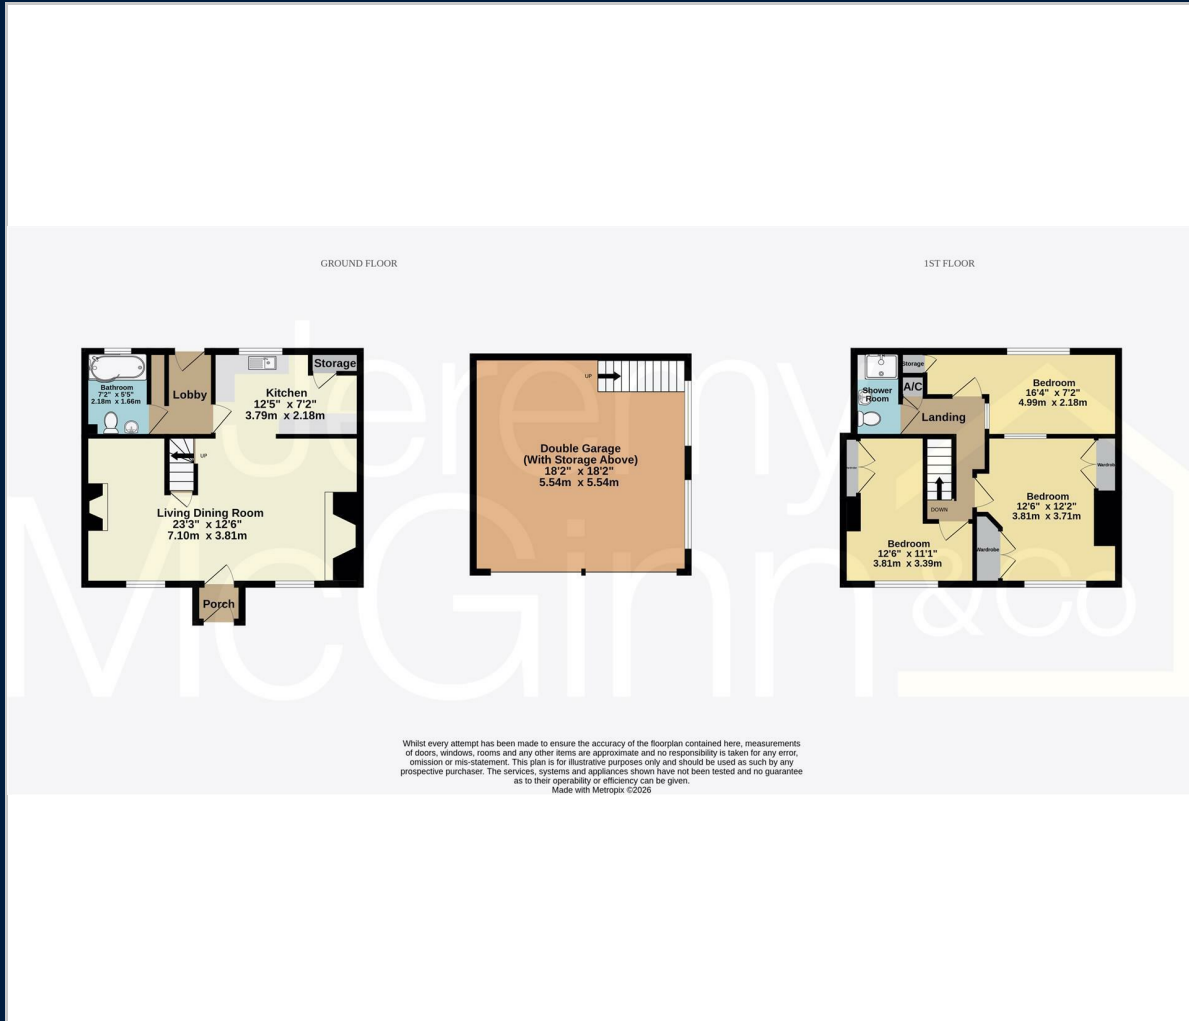 GROUND FLOOR
Bathroom
7'2" x 5'5"
2.18m x 1.66m
Lobby
Kitchen
12'5" x 7'2"
3.79m x 2.18m
Storage
UP
Living Dining Room
23'3" x 12'6"
7.10m x 3.81m
Porch
UP
Double Garage
(With Storage Above)
18'2" x 18'2"
5.54m x 5.54m
1ST FLOOR
Storage
A/C
Shower
Room
Landing
Bedroom
16'4" x 7'2"
4.99m x 2.18m
Wardrobe
DOWN
Bedroom
12'6" x 12'2"
3.81m x 3.71m
Bedroom
12'6" x 11'1"
3.81m x 3.39m
Wardrobe
Jeremy
McGinn
&Co
Whilst every attempt has been made to ensure the accuracy of the floorplan contained here, measurements
of doors, windows, rooms and any other items are approximate and no responsibility is taken for any error,
omission or mis-statement. This plan is for illustrative purposes only and should be used as such by any
prospective purchaser. The services, systems and appliances shown have not been tested and no guarantee
as to their operability or efficiency can be given.
Made with Metropix ©2026